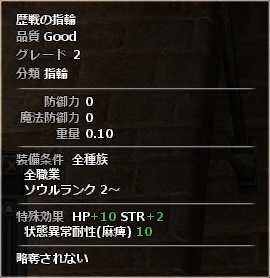 歴戦の指輪
品質 Good
グレード 2
分類 指輪
防御力 0
魔法防御力 0
重量 0.10
装備条件 全種族
全職業
ソウルランク 2～
特殊効果 HP+10 STR+2
状態異常耐性(麻痺) 10
略奪されない